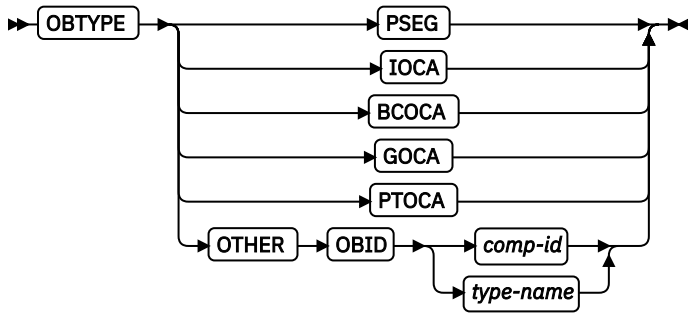 OBTYPE PSEG
IOCA
BCOCA
GOCA
PTOCA
OTHER OBID comp-id
type-name